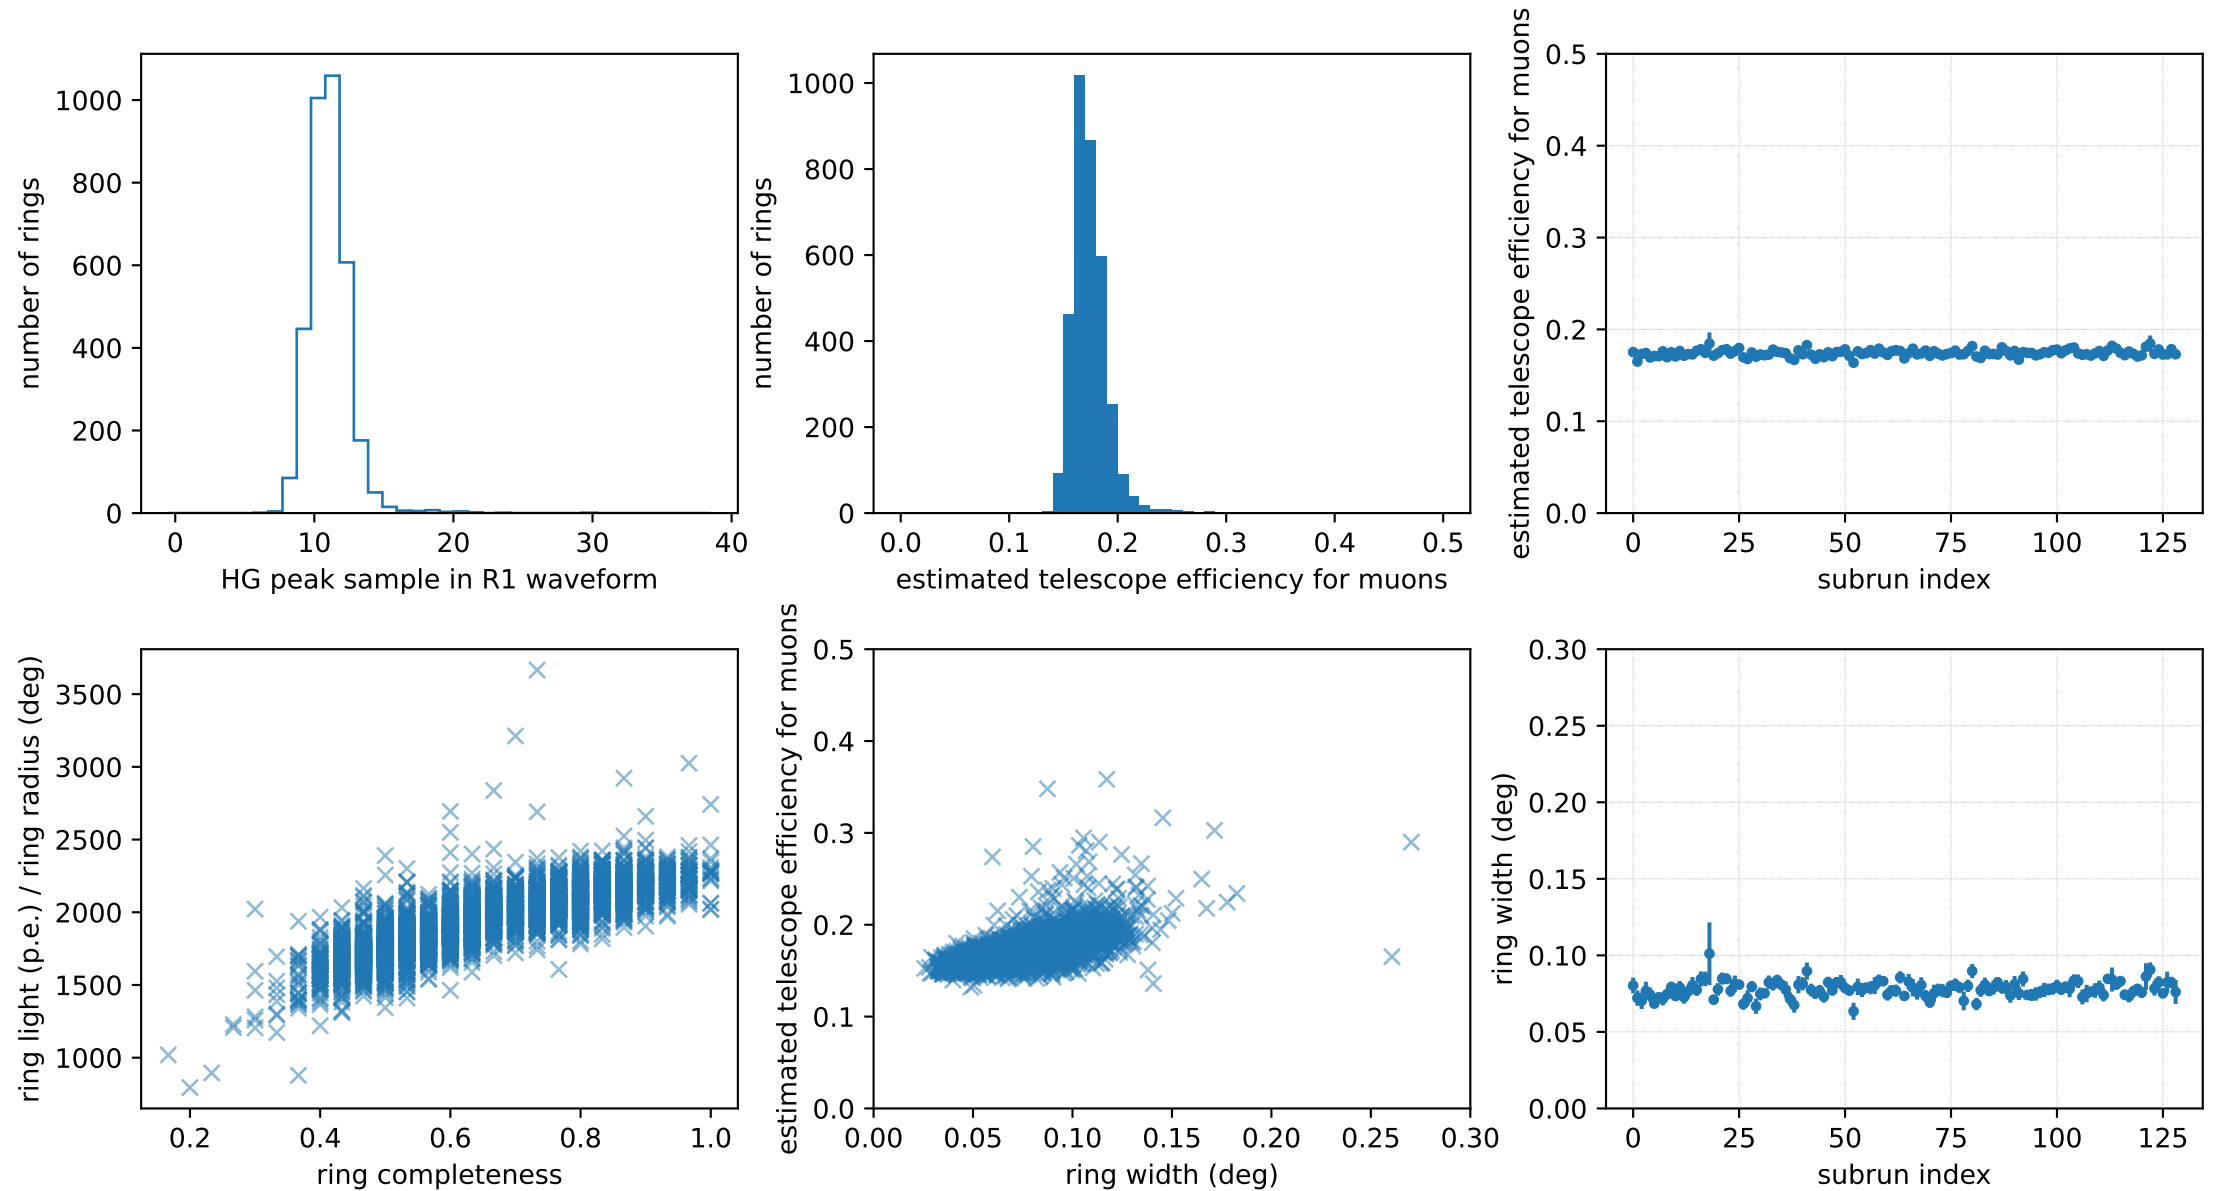 number of rings
1000
800
600
400
200
0
0 10 20 30 40
HG peak sample in R1 waveform
number of rings
1000
800
600
400
200
0
0.0 0.1 0.2 0.3 0.4 0.5
estimated telescope efficiency for muons
estimated telescope efficiency for muons
0.5
0.4
0.3
0.2
0.1
0.0
0 25 50 75 100 125
subrun index
ring light (p.e.) / ring radius (deg)
3500
3000
2500
2000
1500
1000
0.2 0.4 0.6 0.8 1.0
ring completeness
estimated telescope efficiency for muons
0.5
0.4
0.3
0.2
0.1
0.0
0.00 0.05 0.10 0.15 0.20 0.25 0.30
ring width (deg)
ring width (deg)
0.30
0.25
0.20
0.15
0.10
0.05
0.00
0 25 50 75 100 125
subrun index